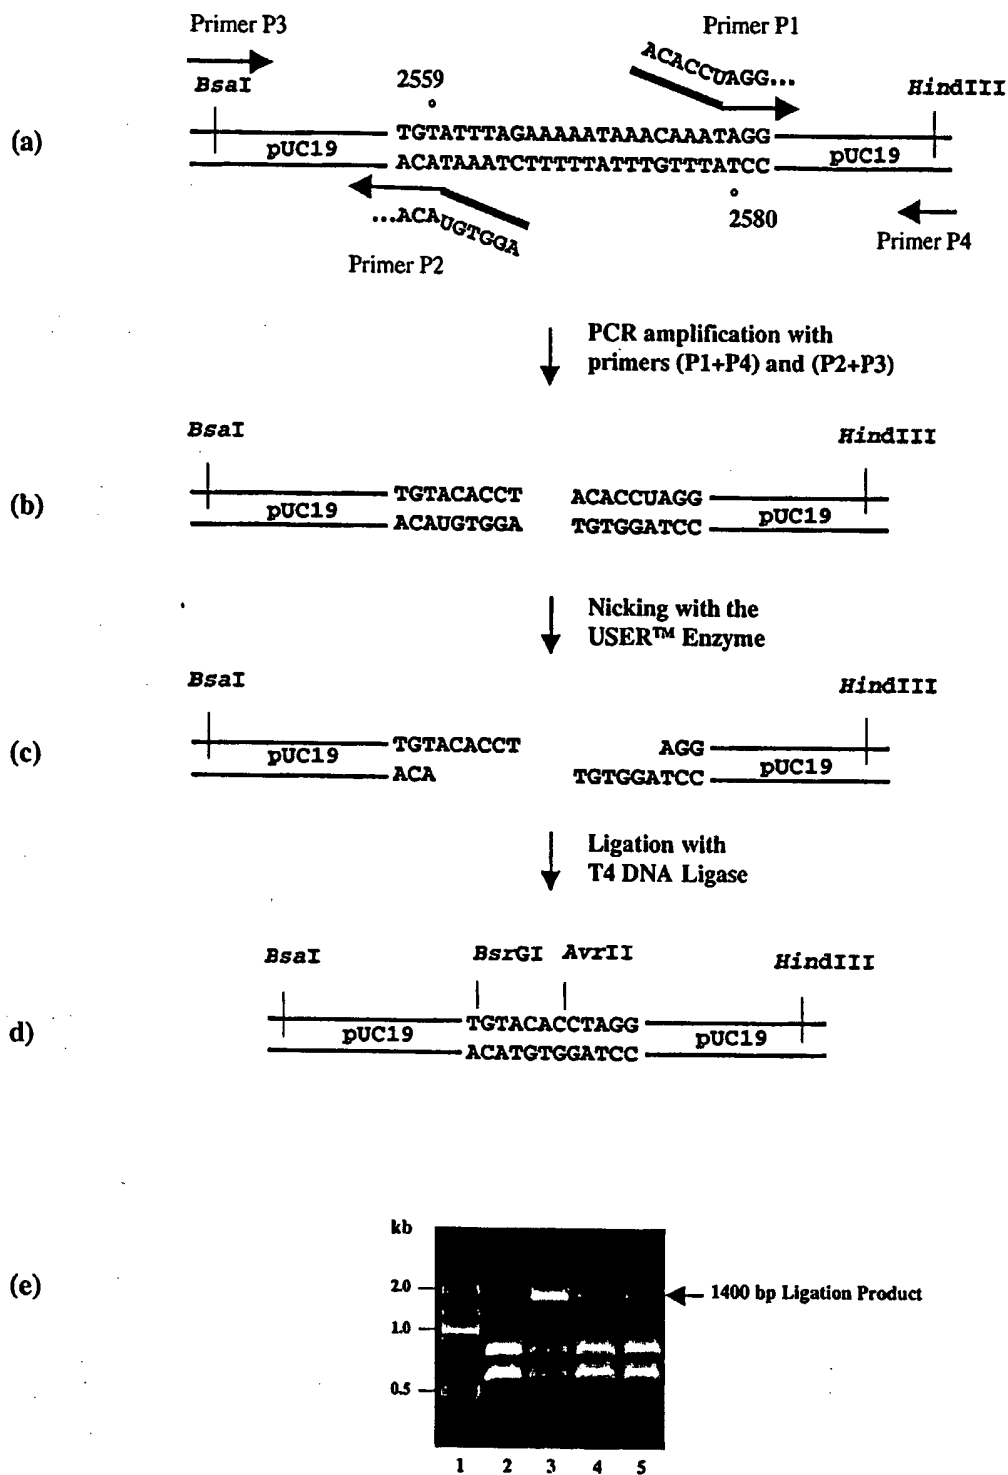 Primer P3
Primer P1
ACACCUAGG...
BsaI
2559
HindIII
(a)
TGTATTTAGAAAAATAAACAAATAGG
pUC19
pUC19
ACATAAATCTTTTTATTTGTTTATCC
...ACAUGTGGA
2580
Primer P4
Primer P2
PCR amplification with
primers (P1+P4) and (P2+P3)
BsaI
HindIII
(b)
TGTACACCT
ACACCUAGG
pUC19
pUC19
ACAUGTGGA
TGTGGATCC
Nicking with the
USER™ Enzyme
BsaI
HindIII
(c)
TGTACACCT
AGG
pUC19
pUC19
ACA
TGTGGATCC
Ligation with
T4 DNA Ligase
BsaI
BsrGI
AvrII
HindIII
d)
TGTACACCTAGG
pUC19
pUC19
ACATGTGGATCC
(e)
kb
2.0
1400 bp Ligation Product
1.0
0.5
1 2 3 4 5